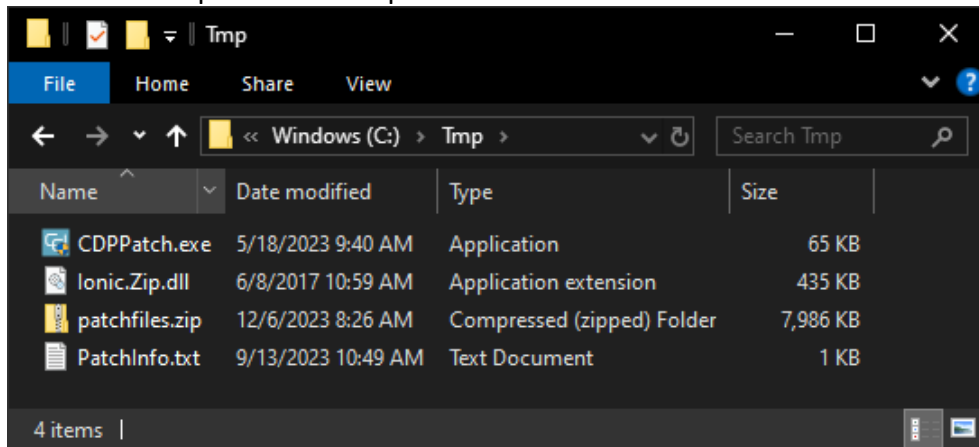 Tmp
File Home Share View
« Windows (C:) › Tmp › Search Tmp
Name Date modified Type Size
CDPPatch.exe 5/18/2023 9:40 AM Application 65 KB
Ionic.Zip.dll 6/8/2017 10:59 AM Application extension 435 KB
patchfiles.zip 12/6/2023 8:26 AM Compressed (zipped) Folder 7,986 KB
PatchInfo.txt 9/13/2023 10:49 AM Text Document 1 KB
4 items